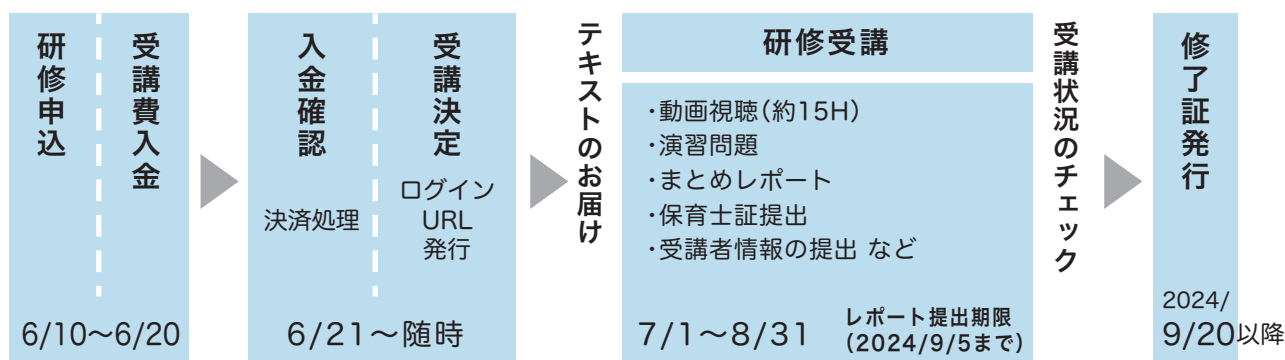 研修申込
受講費入金
6/10〜6/20
入金確認
決済処理
受講決定
ログイン
URL
発行
6/21〜随時
テキストのお届け
研修受講
・動画視聴(約15H)
・演習問題
・まとめレポート
・保育士証提出
・受講者情報の提出 など
7/1〜8/31
レポート提出期限
(2024/9/5まで)
受講状況のチェック
修了証発行
2024/
9/20以降